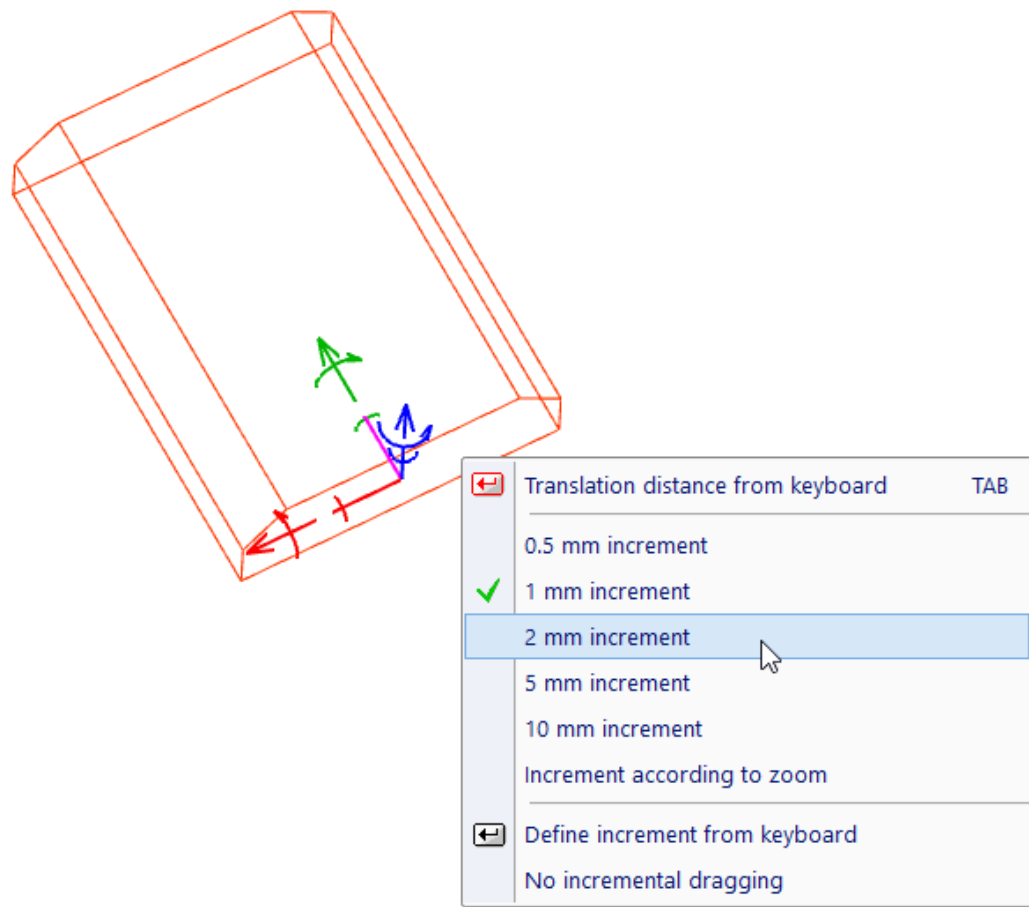 Translation distance from keyboard TAB
0.5 mm increment
1 mm increment
2 mm increment
5 mm increment
10 mm increment
Increment according to zoom
Define increment from keyboard
No incremental dragging